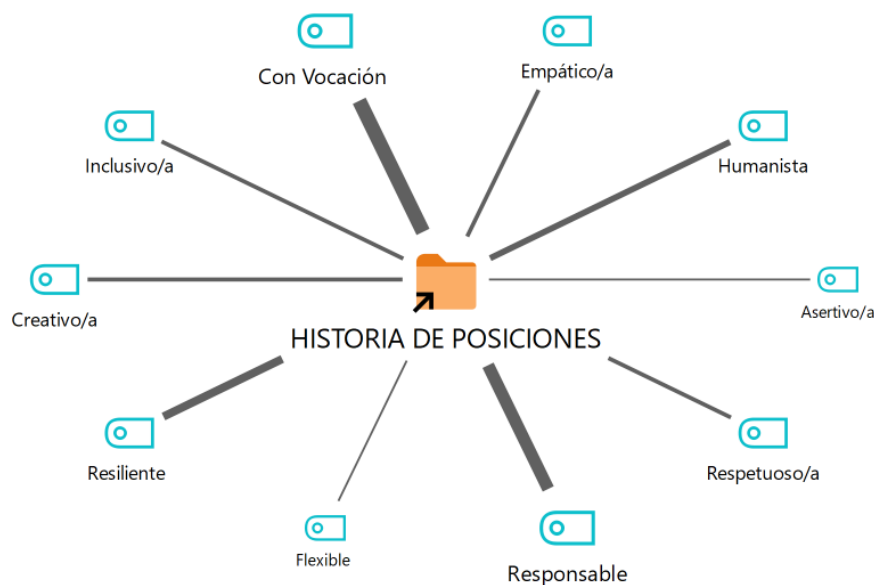 Con Vocación
Empático/a
Inclusivo/a
Humanista
Creativo/a
Asertivo/a
HISTORIA DE POSICIONES
Resiliente
Respetuoso/a
Flexible
Responsable